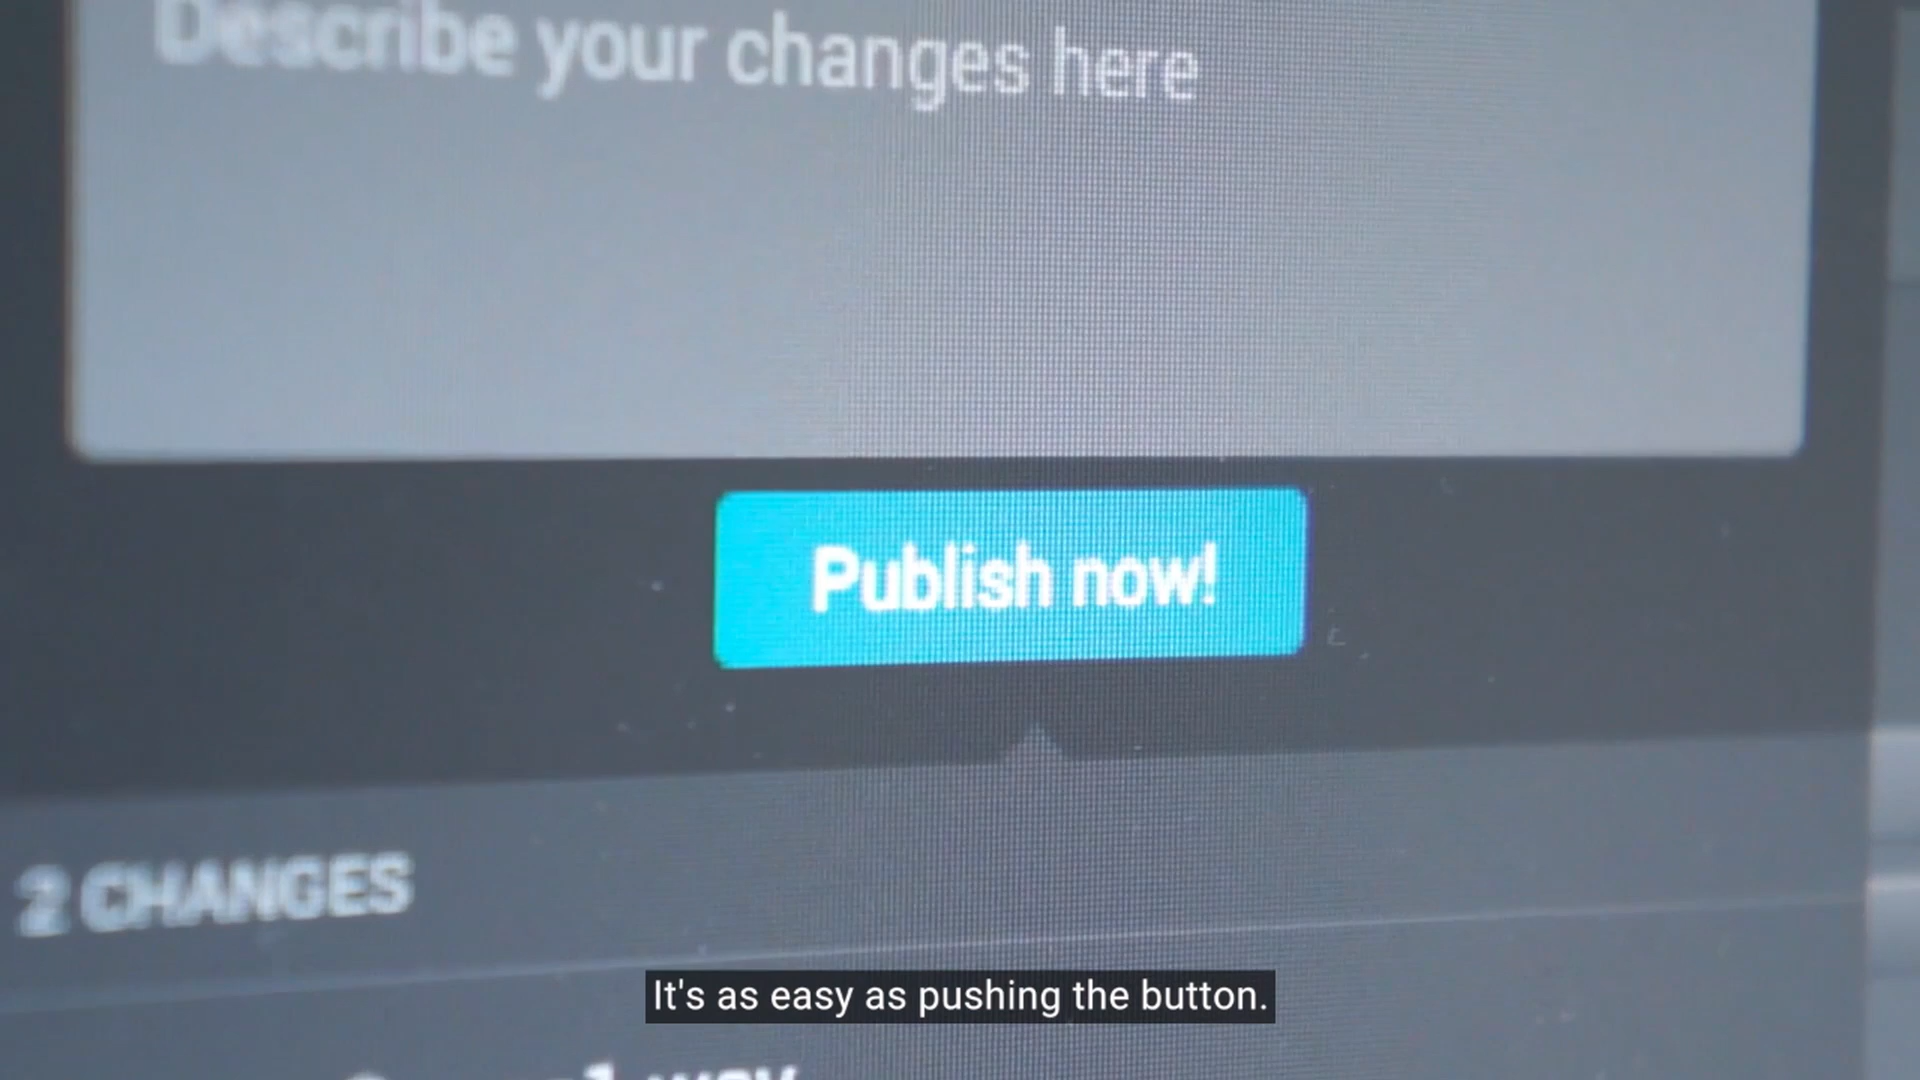 Describe your changes here
Publish now!
2 CHANGES
It's as easy as pushing the button.